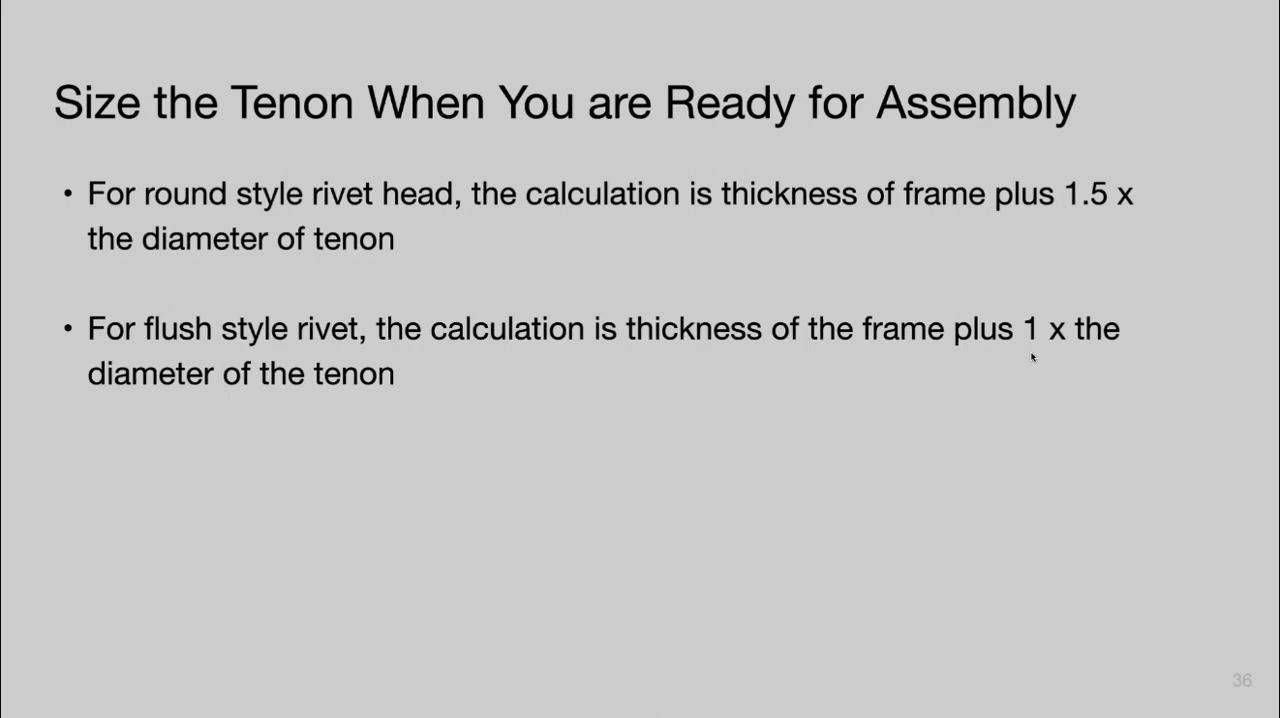 Size the Tenon When You are Ready for Assembly
• For round style rivet head, the calculation is thickness of frame plus 1.5 x
the diameter of tenon
• For flush style rivet, the calculation is thickness of the frame plus 1 x the
diameter of the tenon
36